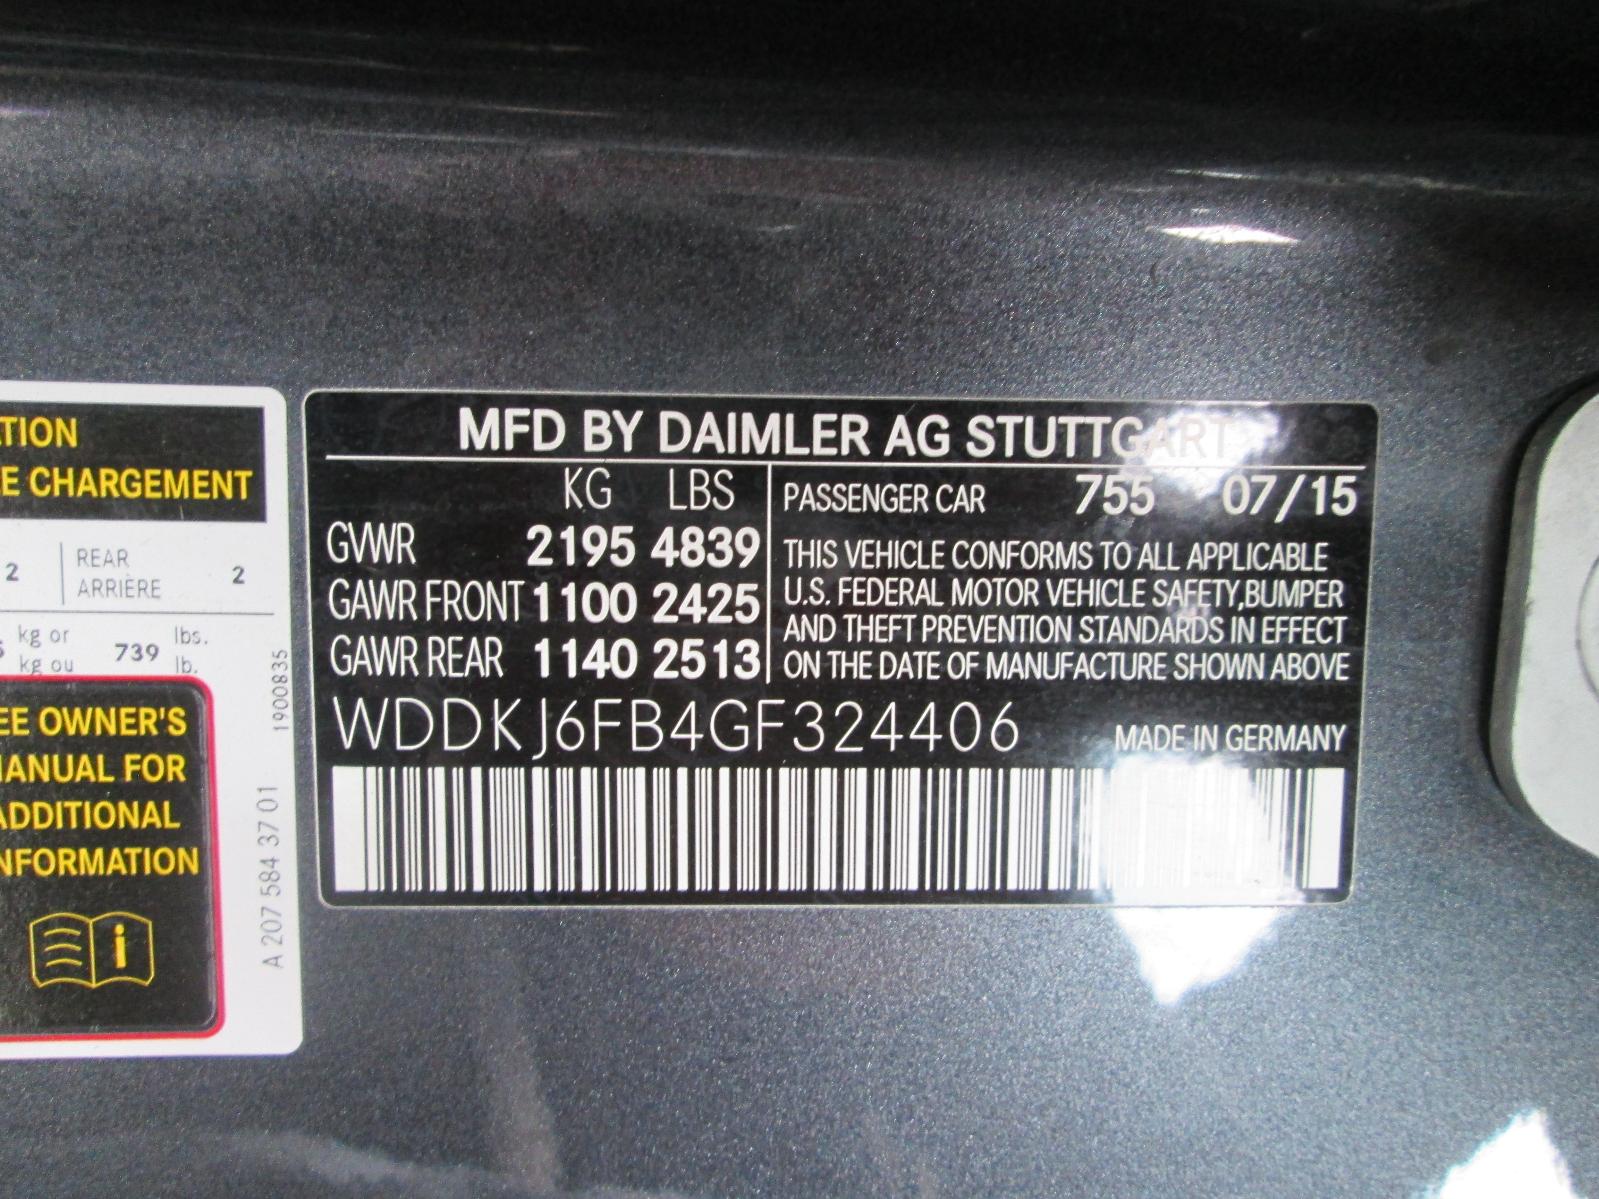 TION
E CHARGEMENT
2 REAR ARRIÈRE 2
kg or
kg ou 739 lbs.
lb.
EE OWNER'S
ANUAL FOR
ADDITIONAL
NFORMATION
i
A 207 584 37 01 1900835
MFD BY DAIMLER AG STUTTGART
KG LBS
GVWR 2195 4839
GAWR FRONT 1100 2425
GAWR REAR 1140 2513
PASSENGER CAR 755 07/15
THIS VEHICLE CONFORMS TO ALL APPLICABLE
U.S. FEDERAL MOTOR VEHICLE SAFETY,BUMPER
AND THEFT PREVENTION STANDARDS IN EFFECT
ON THE DATE OF MANUFACTURE SHOWN ABOVE
WDDKJ6FB4GF324406
MADE IN GERMANY